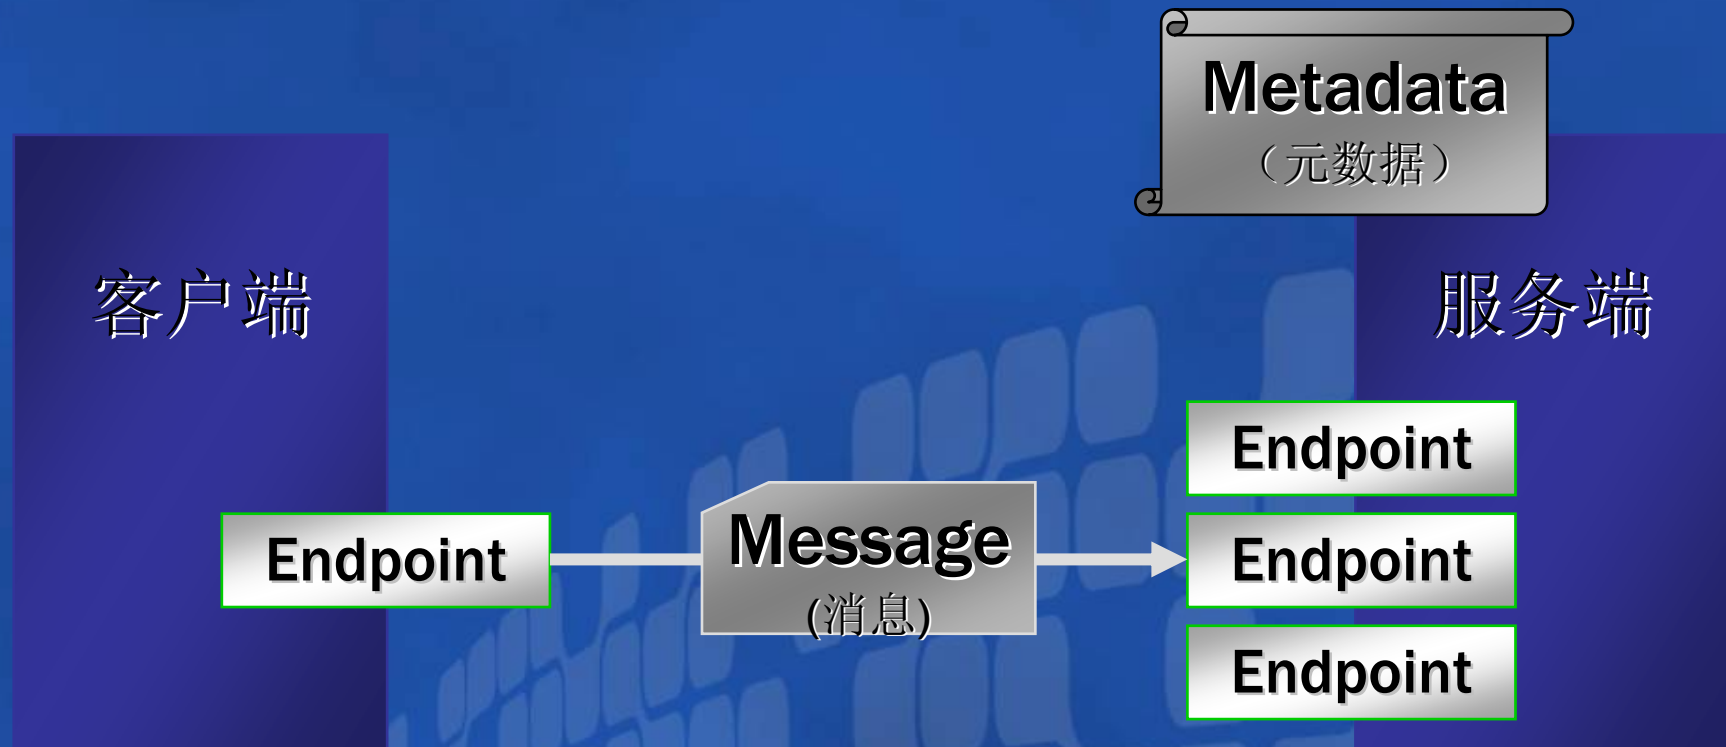 Metadata
（元数据）
客户端
服务端
Endpoint
Endpoint
Message
(消息)
Endpoint
Endpoint